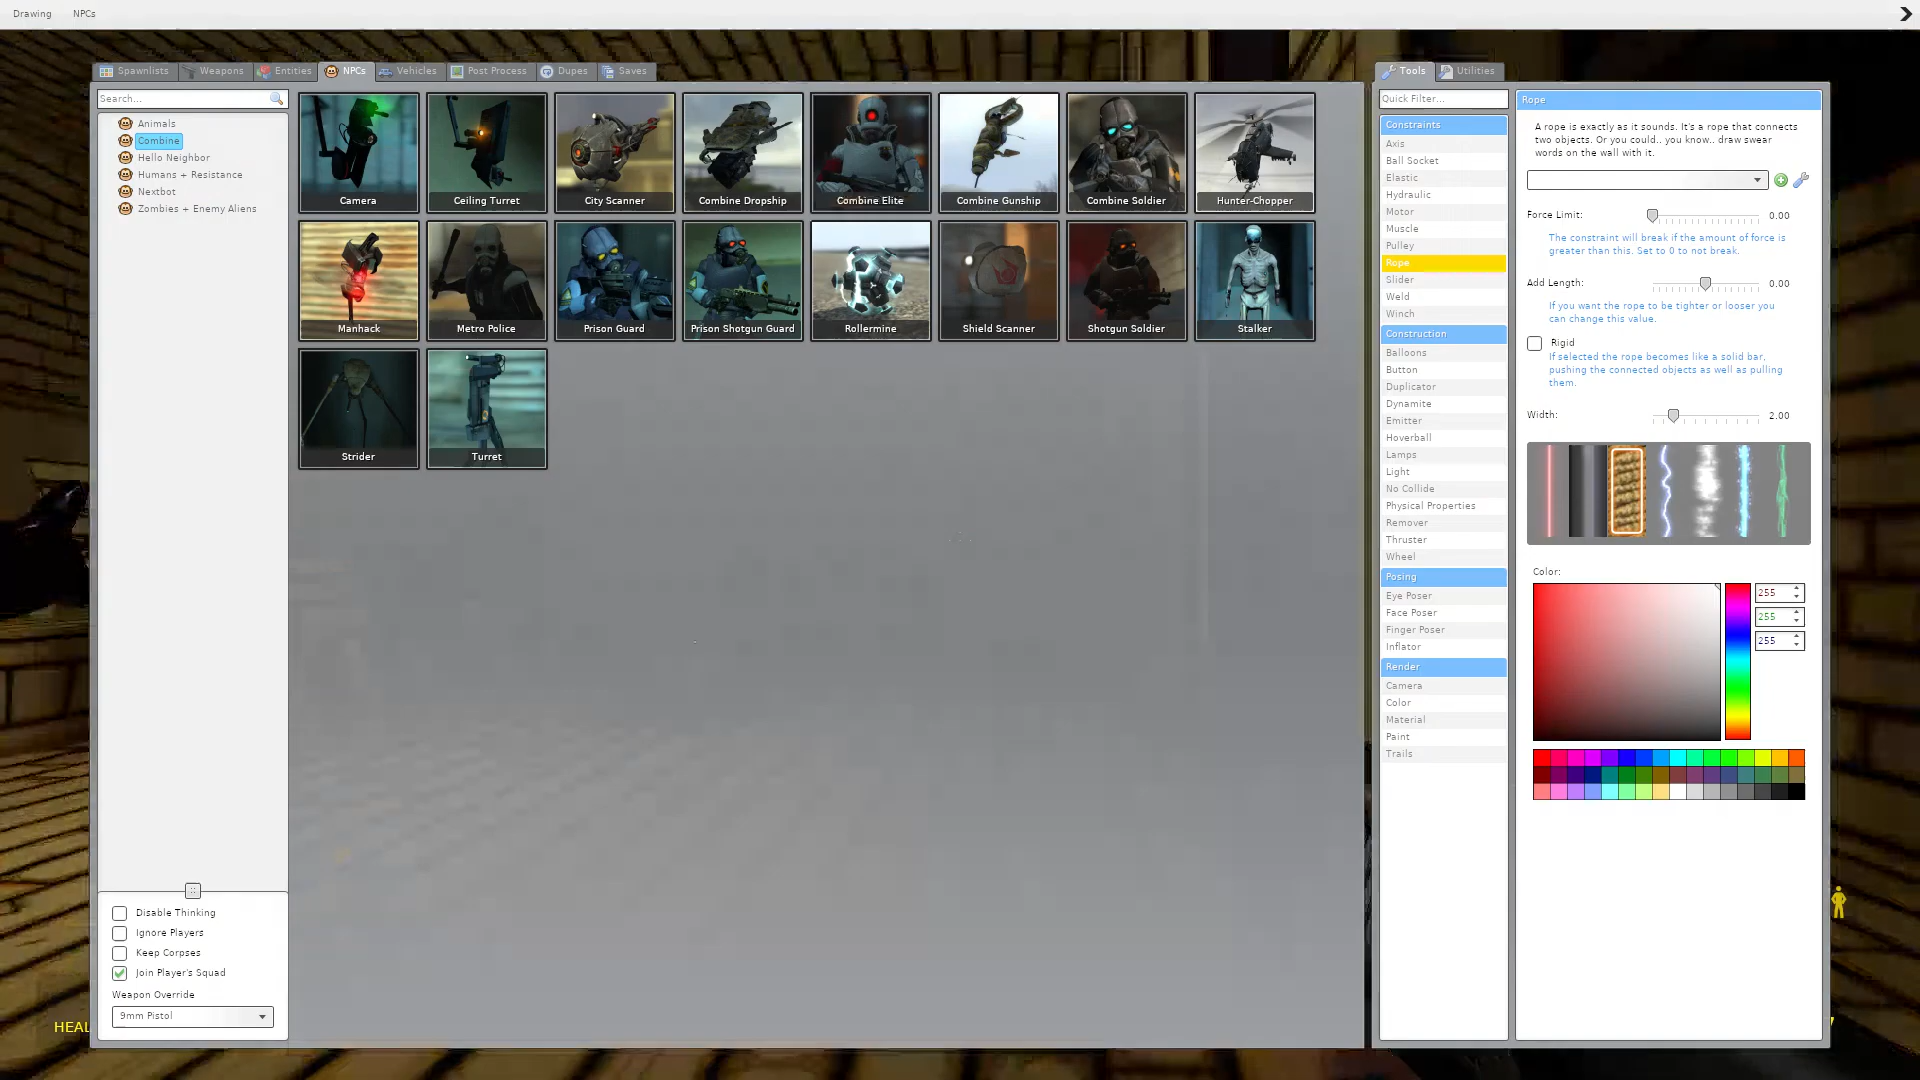 Drawing NPCs
Spawnlists Weapons Entities NPCs Vehicles Post Process Dupes Saves
Search...
Animals
Combine
Hello Neighbor
Humans + Resistance
Nextbot
Zombies + Enemy Aliens
Camera Ceiling Turret City Scanner Combine Dropship Combine Elite Combine Gunship Combine Soldier Hunter-Chopper
Manhack Metro Police Prison Guard Prison Shotgun Guard Rollermine Shield Scanner Shotgun Soldier Stalker
Strider Turret
Disable Thinking
Ignore Players
Keep Corpses
Join Player's Squad
Weapon Override
9mm Pistol
HEAL
Tools Utilities
Quick Filter...
Constraints
Axis
Ball Socket
Elastic
Hydraulic
Motor
Muscle
Pulley
Rope
Slider
Weld
Winch
Construction
Balloons
Button
Duplicator
Dynamite
Emitter
Hoverball
Lamps
Light
No Collide
Physical Properties
Remover
Thruster
Wheel
Posing
Eye Poser
Face Poser
Finger Poser
Inflator
Render
Camera
Color
Material
Paint
Trails
Rope
A rope is exactly as it sounds. It's a rope that connects
two objects. Or you could.. you know.. draw swear
words on the wall with it.
Force Limit: 0.00
The constraint will break if the amount of force is
greater than this. Set to 0 to not break.
Add Length: 0.00
If you want the rope to be tighter or looser you
can change this value.
Rigid
If selected the rope becomes like a solid bar,
pushing the connected objects as well as pulling
them.
Width: 2.00
Color:
255
255
255